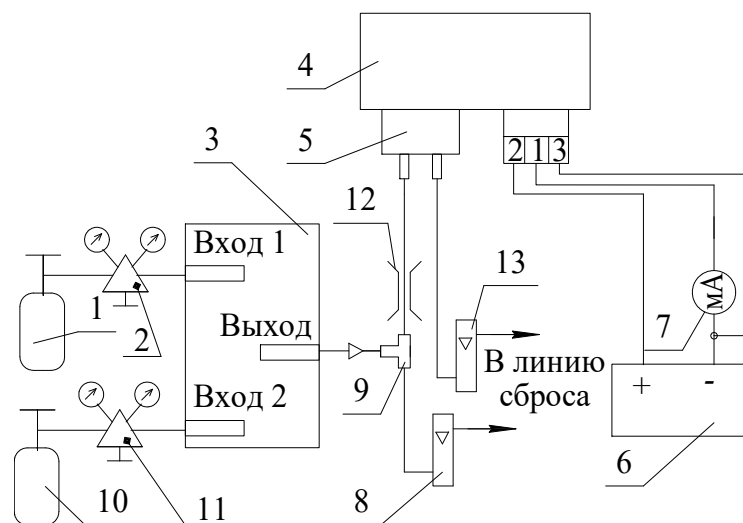 4
5
2 1 3
3
12
Вход 1
13
1
2
мА
7
Выход
В линию
сброса
9
+ -
Вход 2
6
10
11
8